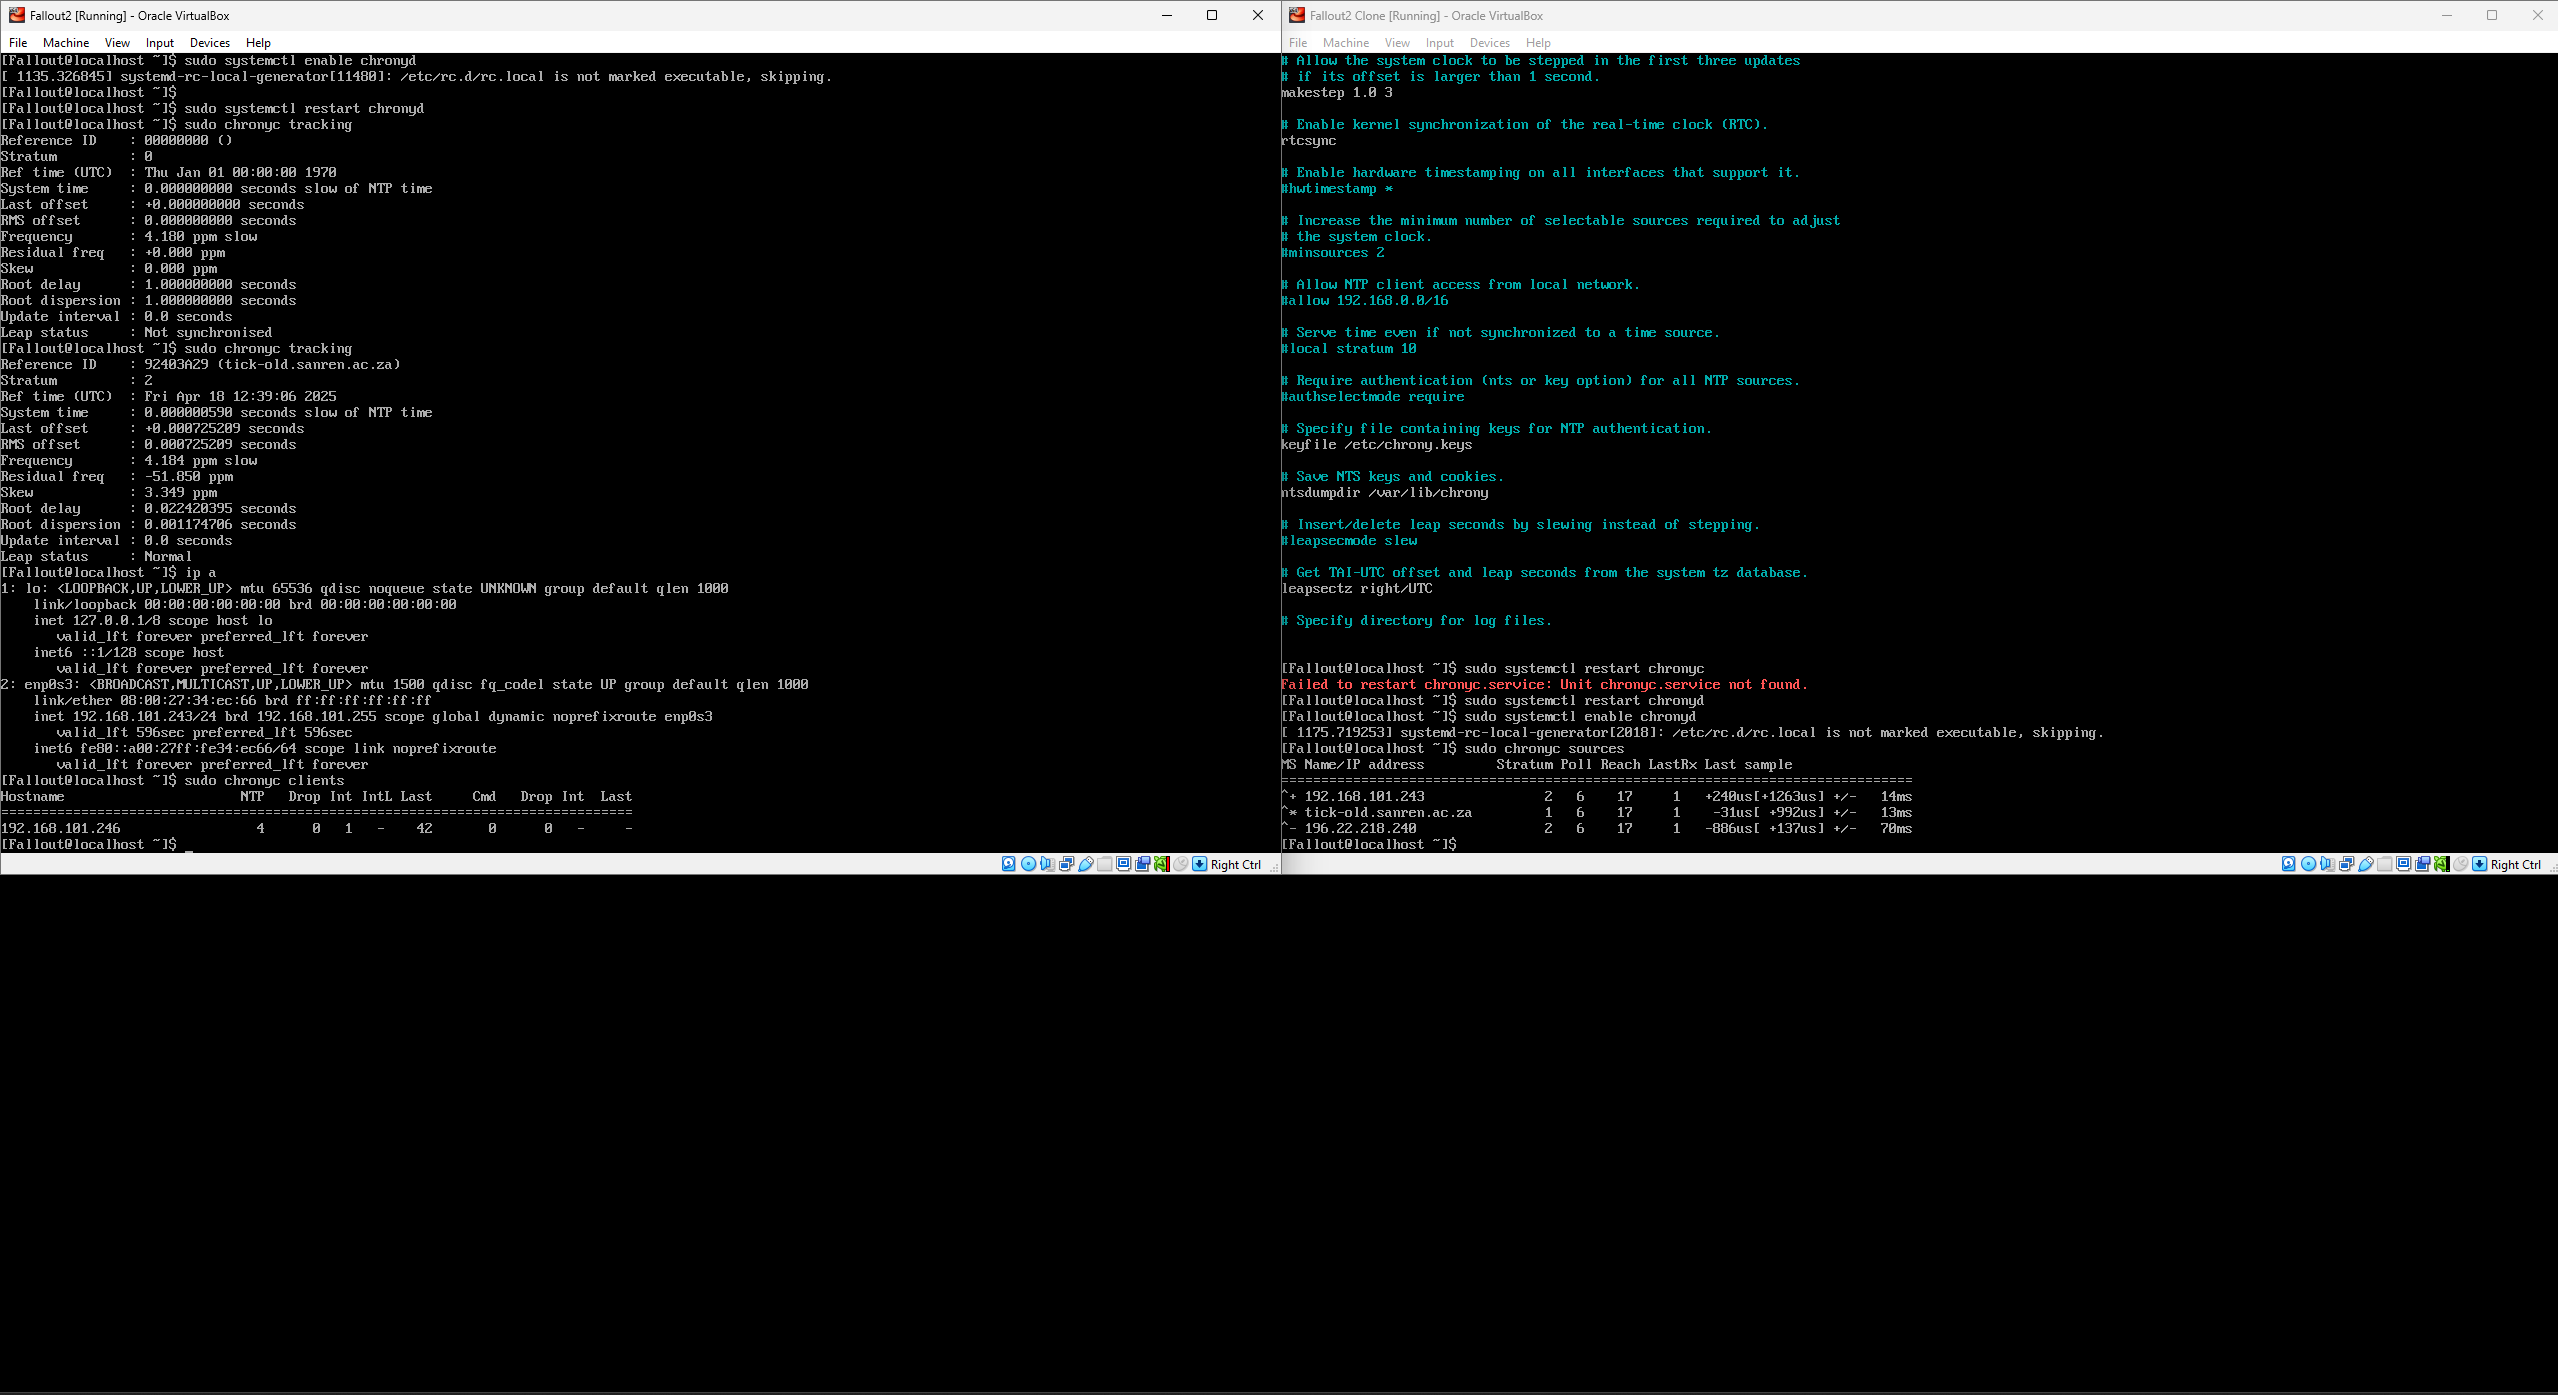 Fallout2 [Running] - Oracle VirtualBox
File Machine View Input Devices Help
[Fallout@localhost ~]$ sudo systemctl enable chronyd
[ 1135.326845] systemd-rc-local-generator[11480]: /etc/rc.d/rc.local is not marked executable, skipping.
[Fallout@localhost ~]$
[Fallout@localhost ~]$ sudo systemctl restart chronyd
[Fallout@localhost ~]$ sudo chronyc tracking
Reference ID    : 00000000 ()
Stratum         : 0
Ref time (UTC)  : Thu Jan 01 00:00:00 1970
System time     : 0.000000000 seconds slow of NTP time
Last offset     : +0.000000000 seconds
RMS offset      : 0.000000000 seconds
Frequency       : 4.180 ppm slow
Residual freq   : +0.000 ppm
Skew            : 0.000 ppm
Root delay      : 1.000000000 seconds
Root dispersion : 1.000000000 seconds
Update interval : 0.0 seconds
Leap status     : Not synchronised
[Fallout@localhost ~]$ sudo chronyc tracking
Reference ID    : 92403A29 (tick-old.sanren.ac.za)
Stratum         : 2
Ref time (UTC)  : Fri Apr 18 12:39:06 2025
System time     : 0.000000590 seconds slow of NTP time
Last offset     : +0.000725209 seconds
RMS offset      : 0.000725209 seconds
Frequency       : 4.184 ppm slow
Residual freq   : -51.850 ppm
Skew            : 3.349 ppm
Root delay      : 0.022420395 seconds
Root dispersion : 0.001174706 seconds
Update interval : 0.0 seconds
Leap status     : Normal
[Fallout@localhost ~]$ ip a
1: lo: <LOOPBACK,UP,LOWER_UP> mtu 65536 qdisc noqueue state UNKNOWN group default qlen 1000
    link/loopback 00:00:00:00:00:00 brd 00:00:00:00:00:00
    inet 127.0.0.1/8 scope host lo
       valid_lft forever preferred_lft forever
    inet6 ::1/128 scope host
       valid_lft forever preferred_lft forever
2: enp0s3: <BROADCAST,MULTICAST,UP,LOWER_UP> mtu 1500 qdisc fq_codel state UP group default qlen 1000
    link/ether 08:00:27:34:ec:66 brd ff:ff:ff:ff:ff:ff
    inet 192.168.101.243/24 brd 192.168.101.255 scope global dynamic noprefixroute enp0s3
       valid_lft 596sec preferred_lft 596sec
    inet6 fe80::a00:27ff:fe34:ec66/64 scope link noprefixroute
       valid_lft forever preferred_lft forever
[Fallout@localhost ~]$ sudo chronyc clients
Hostname                      NTP   Drop Int IntL Last     Cmd   Drop Int  Last
===============================================================================
192.168.101.246                 4      0   1   -    42       0      0   -     -
[Fallout@localhost ~]$ _
Right Ctrl
Fallout2 Clone [Running] - Oracle VirtualBox
File Machine View Input Devices Help
# Allow the system clock to be stepped in the first three updates
# if its offset is larger than 1 second.
makestep 1.0 3
# Enable kernel synchronization of the real-time clock (RTC).
rtcsync
# Enable hardware timestamping on all interfaces that support it.
#hwtimestamp *
# Increase the minimum number of selectable sources required to adjust
# the system clock.
#minsources 2
# Allow NTP client access from local network.
#allow 192.168.0.0/16
# Serve time even if not synchronized to a time source.
#local stratum 10
# Require authentication (nts or key option) for all NTP sources.
#authselectmode require
# Specify file containing keys for NTP authentication.
keyfile /etc/chrony.keys
# Save NTS keys and cookies.
ntsdumpdir /var/lib/chrony
# Insert/delete leap seconds by slewing instead of stepping.
#leapsecmode slew
# Get TAI-UTC offset and leap seconds from the system tz database.
leapsectz right/UTC
# Specify directory for log files.
[Fallout@localhost ~]$ sudo systemctl restart chronyc
Failed to restart chronyc.service: Unit chronyc.service not found.
[Fallout@localhost ~]$ sudo systemctl restart chronyd
[Fallout@localhost ~]$ sudo systemctl enable chronyd
[ 1175.719253] systemd-rc-local-generator[2018]: /etc/rc.d/rc.local is not marked executable, skipping.
[Fallout@localhost ~]$ sudo chronyc sources
MS Name/IP address         Stratum Poll Reach LastRx Last sample
===============================================================================
^+ 192.168.101.243               2   6    17     1   +240us[+1263us] +/-   14ms
^* tick-old.sanren.ac.za         1   6    17     1    -31us[ +992us] +/-   13ms
^- 196.22.218.240                2   6    17     1   -886us[ +137us] +/-   70ms
[Fallout@localhost ~]$
Right Ctrl